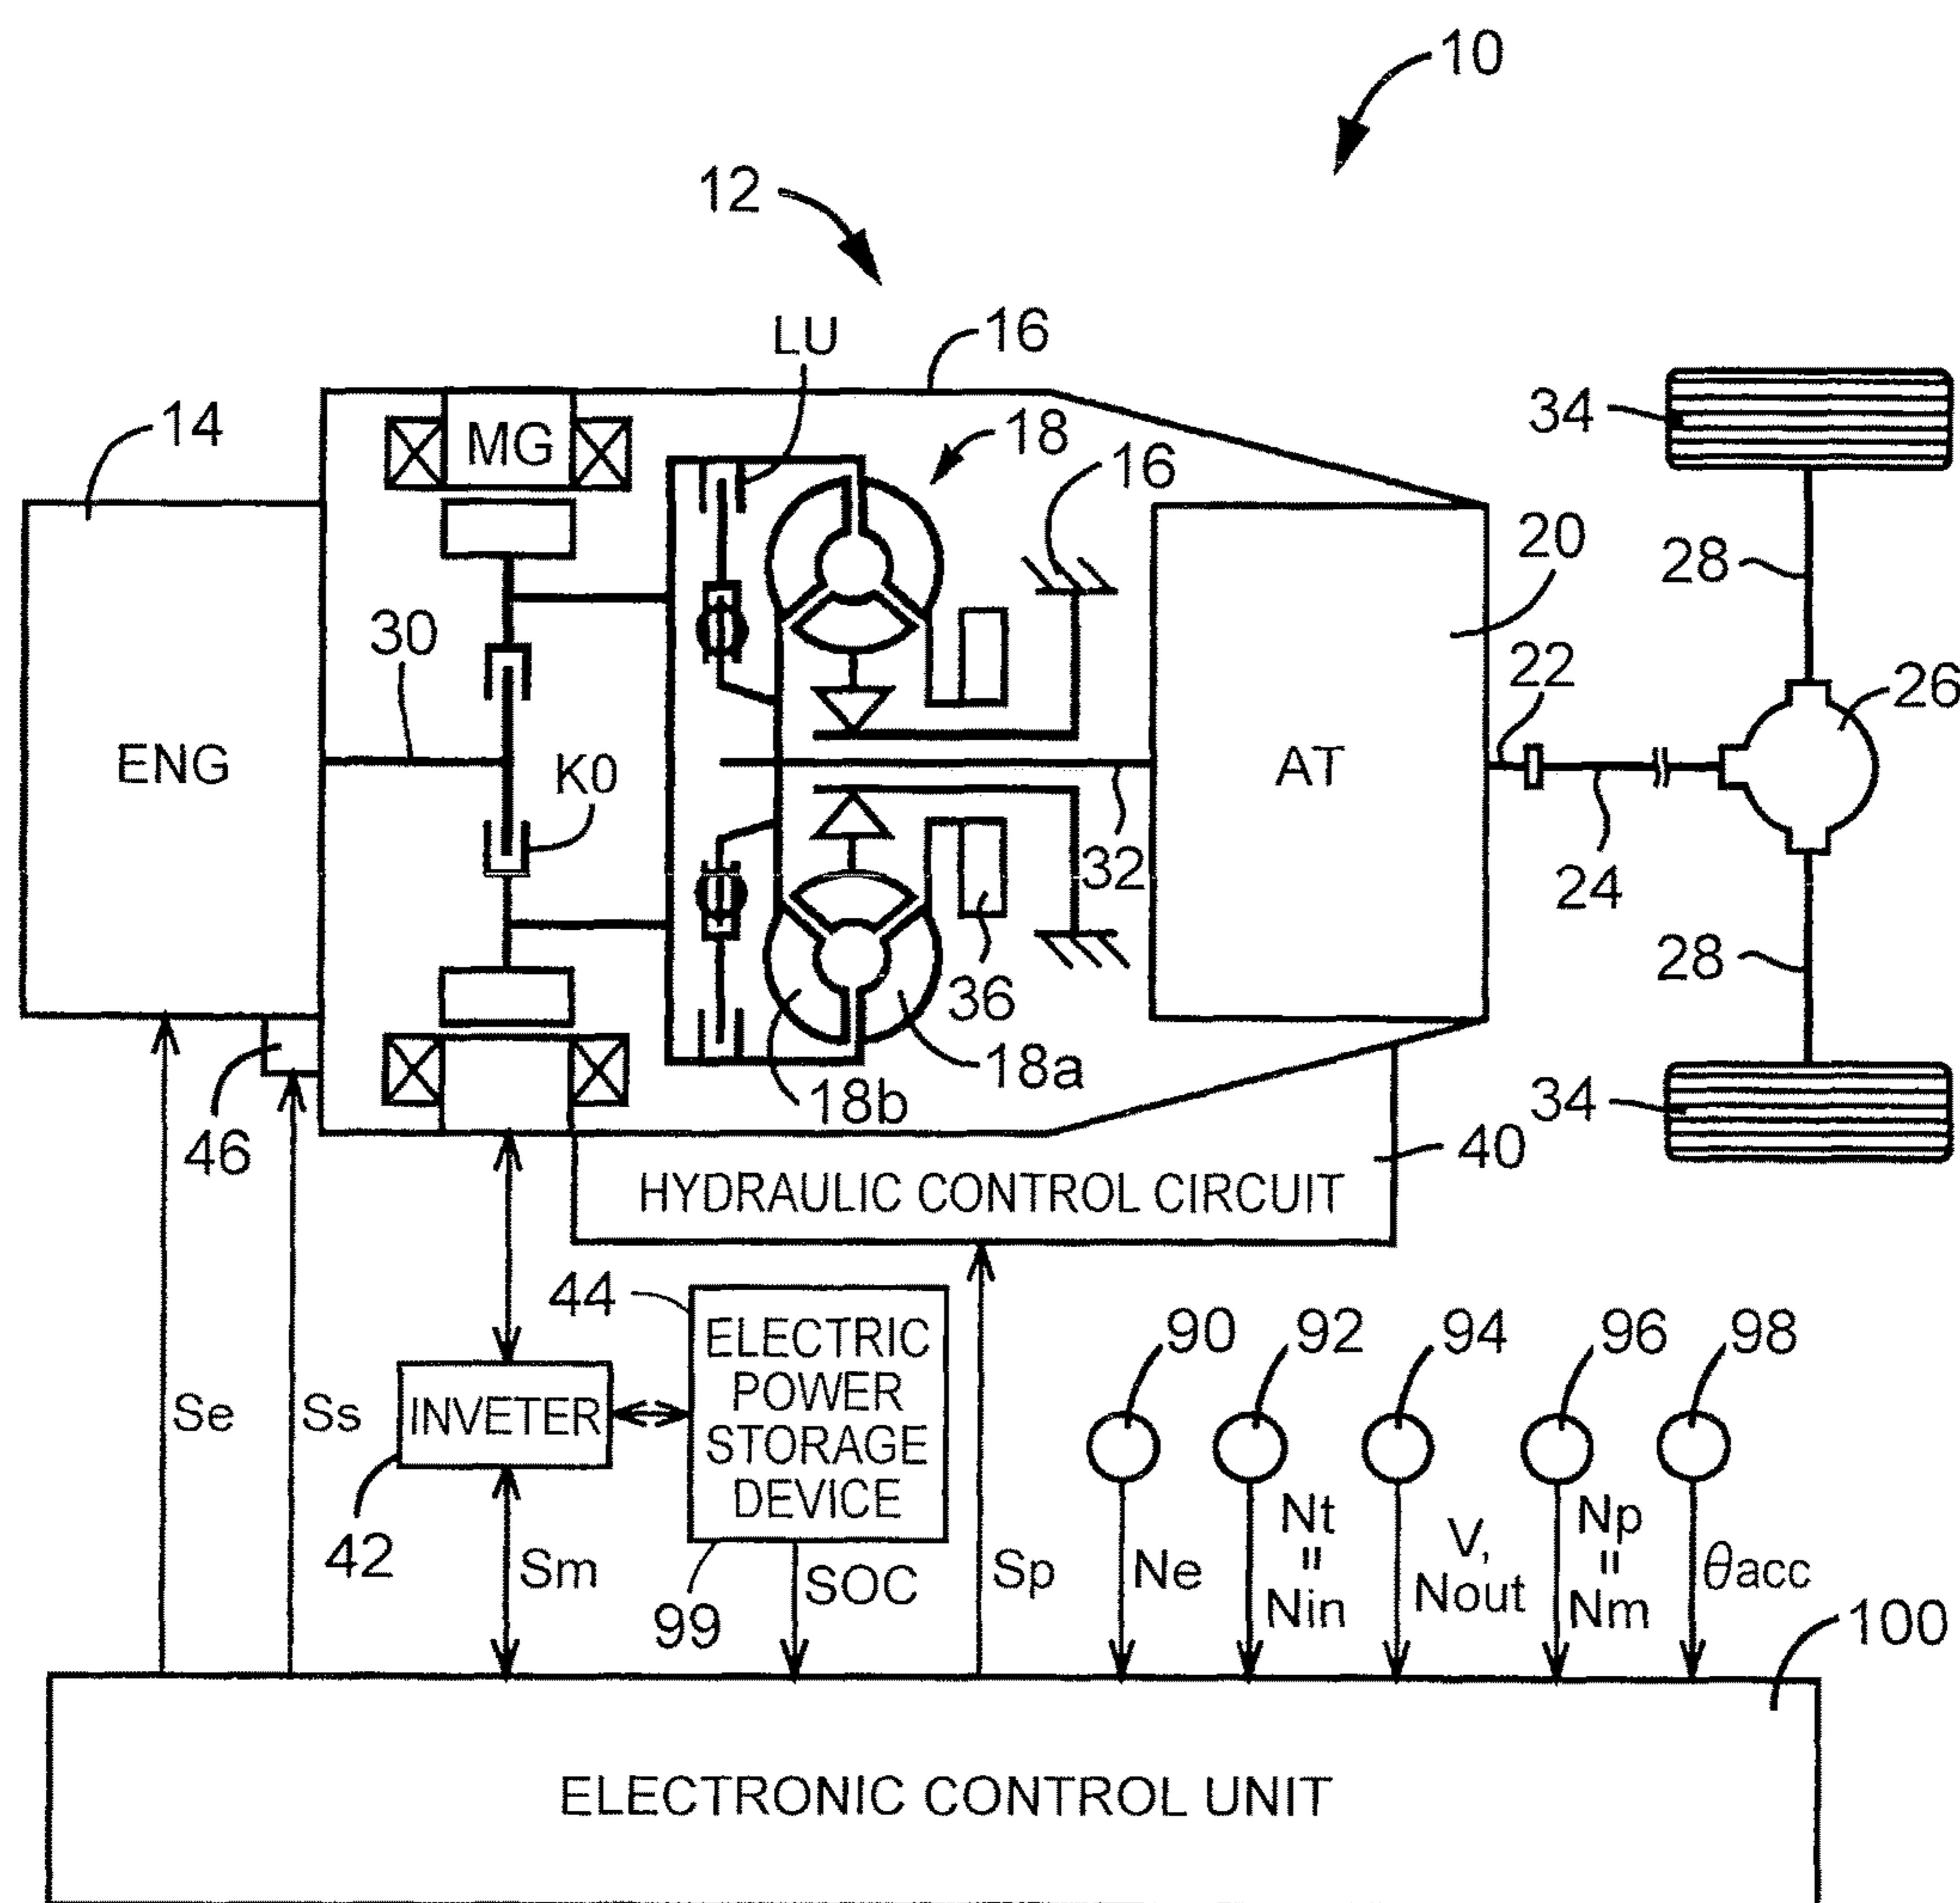 10
12
LU
16
14
MG
18
16
34
20
28
30
22
26
ENG
K0
AT
32
24
28
36
18a
18b
34
46
40
HYDRAULIC CONTROL CIRCUIT
44
ELECTRIC
POWER
STORAGE
DEVICE
90
92
94
96
98
Se
Ss
INVETER
42
Sm
99
SOC
Sp
Ne
Nt
=
Nin
V,
Nout
Np
=
Nm
θacc
100
ELECTRONIC CONTROL UNIT